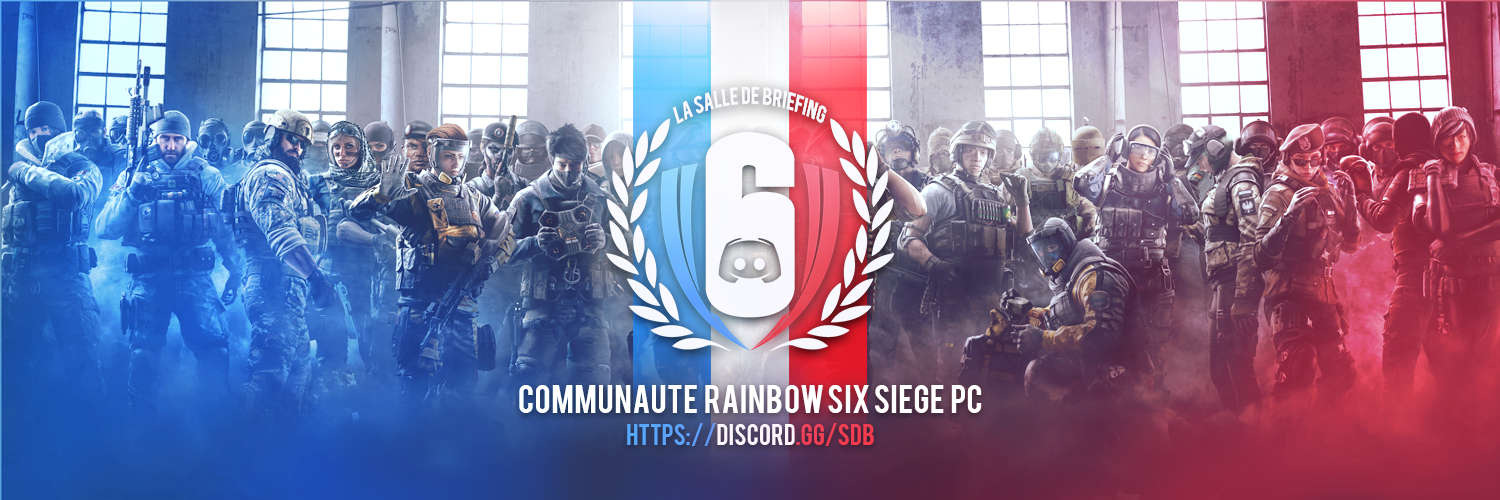 LA SALLE DE BRIEFING
6
COMMUNAUTE RAINBOW SIX SIEGE PC
HTTPS://DISCORD.GG/SDB